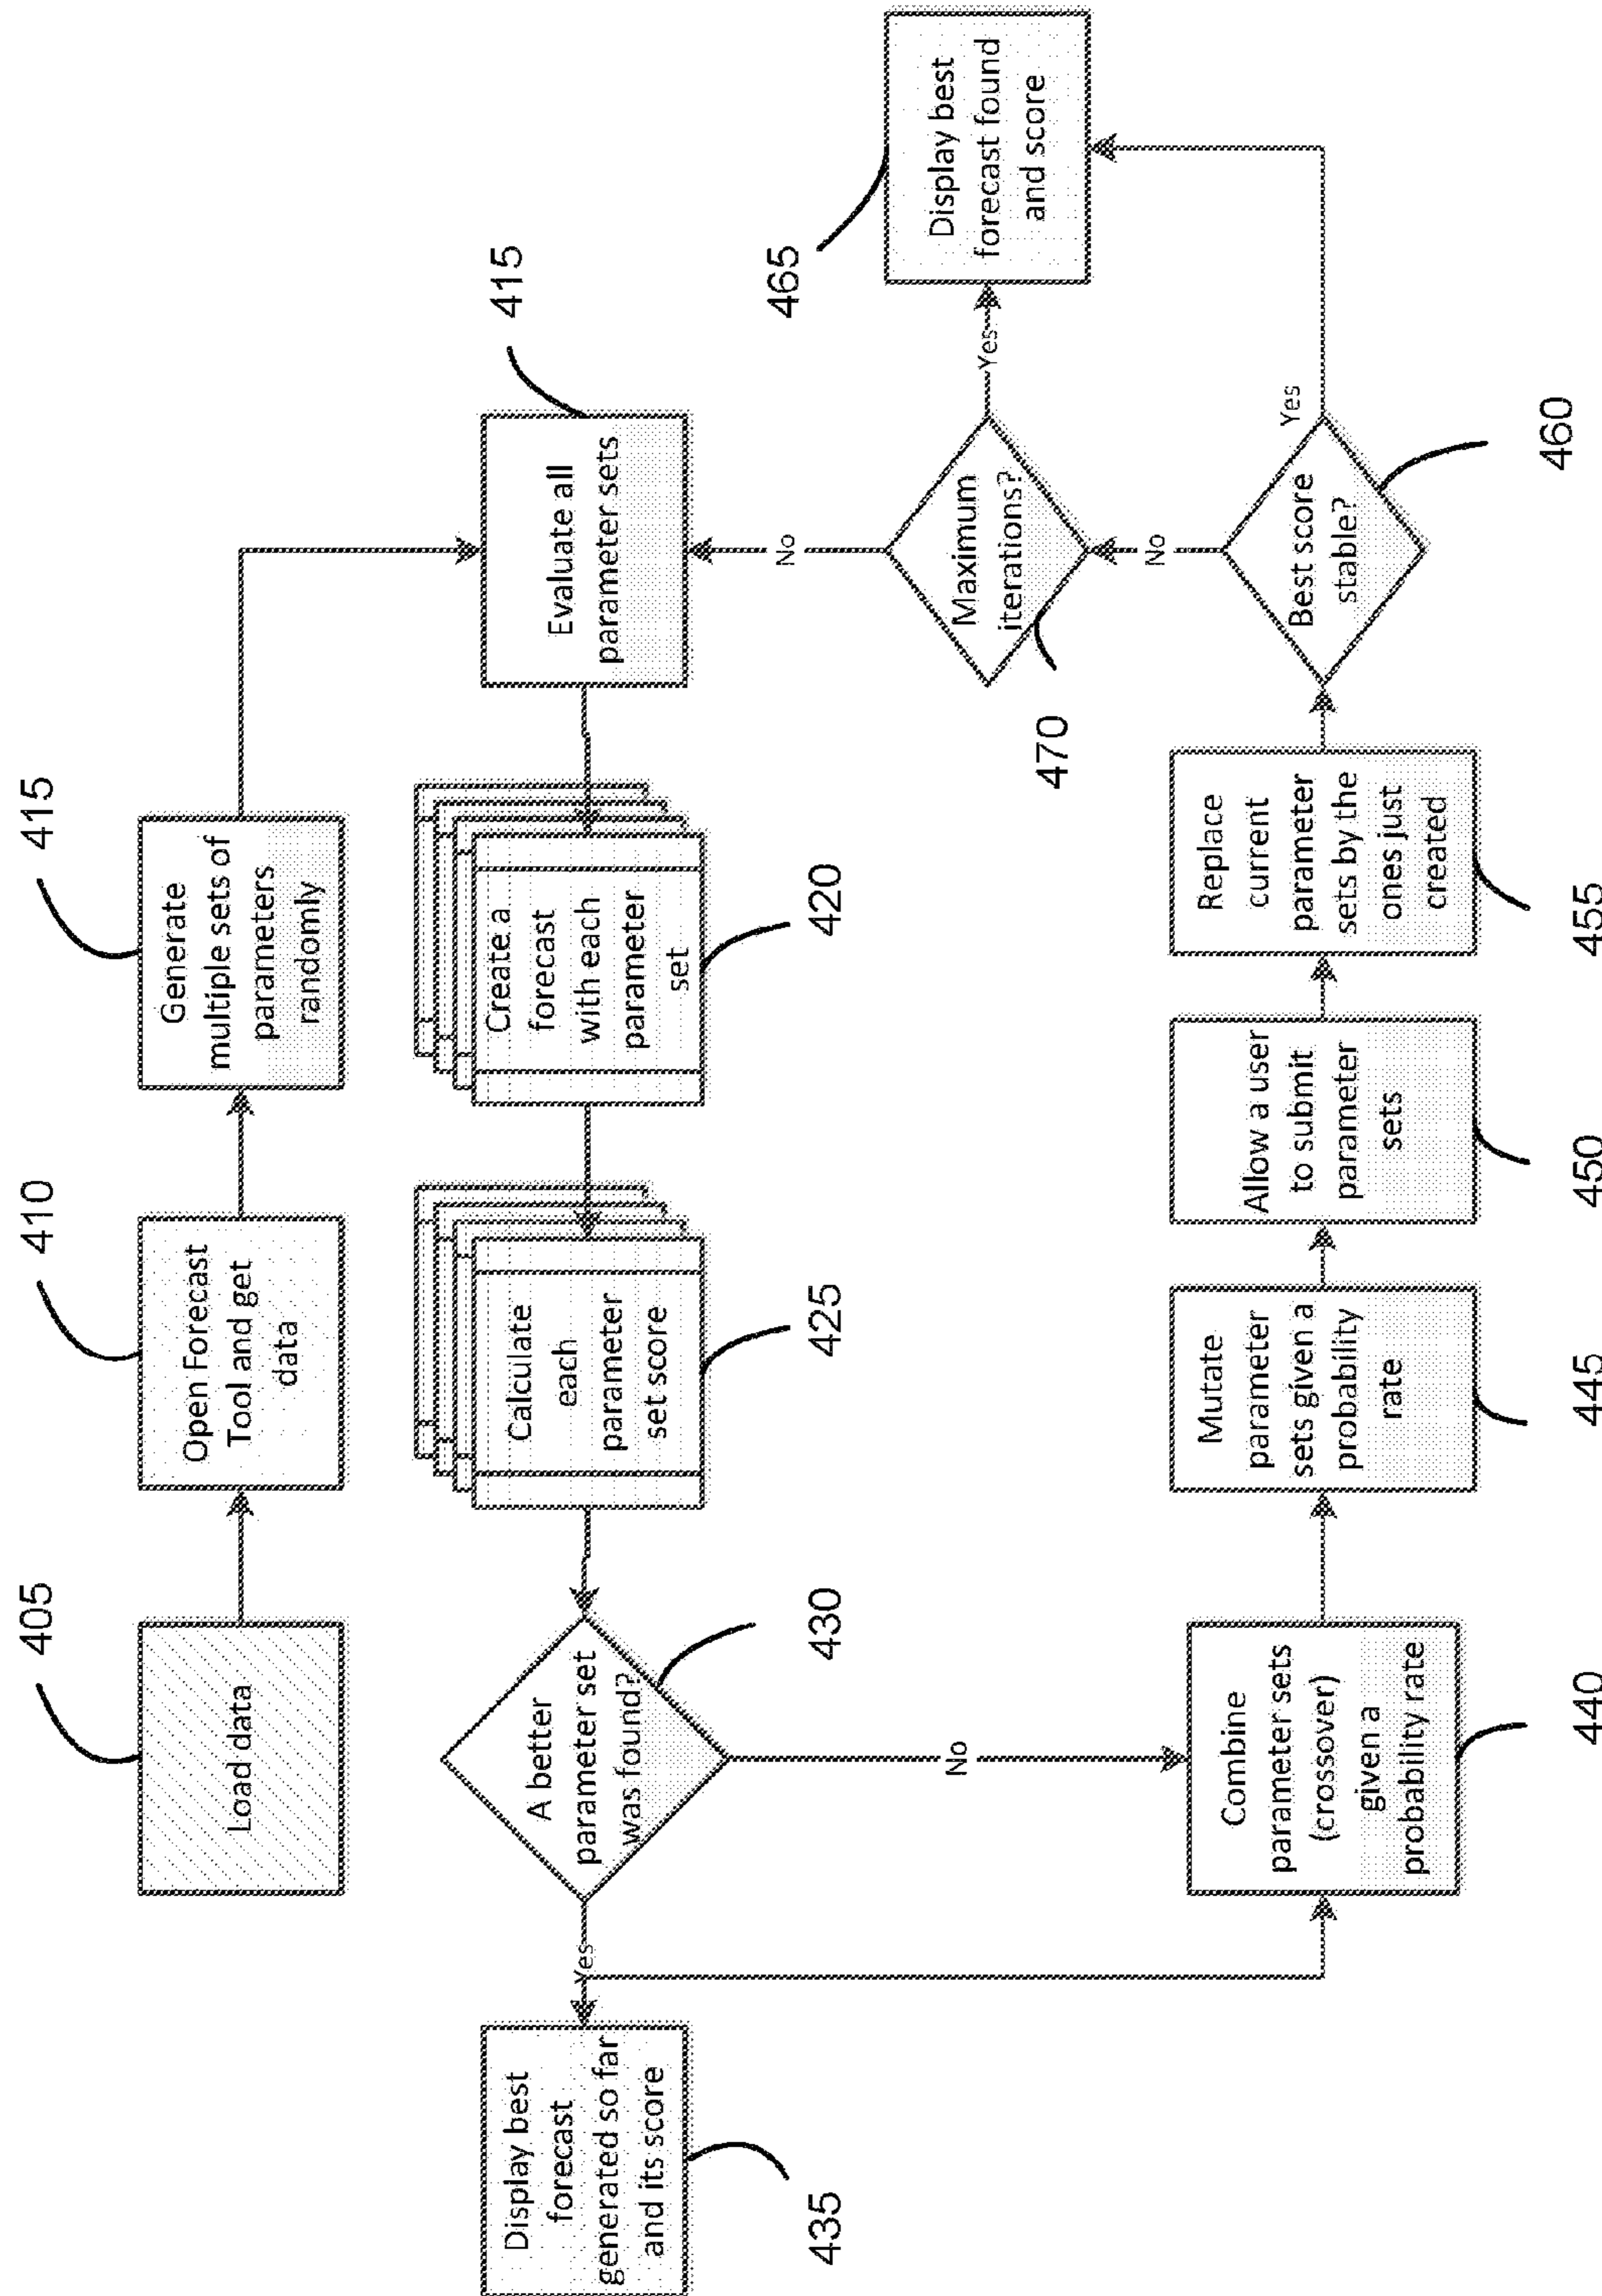 405
Load data
410
Open Forecast
Tool and get
data
415
Generate
multiple sets of
parameters
randomly
415
Evaluate all
parameter sets
420
Create a
forecast
with each
parameter
set
425
Calculate
each
parameter
set score
430
A better
parameter set
was found?
Yes
No
435
Display best
forecast
generated so far
and its score
440
Combine
parameter sets
(crossover)
given a
probability rate
445
Mutate
parameter
sets given a
probability
rate
450
Allow a user
to submit
parameter
sets
455
Replace
current
parameter
sets by the
ones just
created
460
Best score
stable?
Yes
No
470
Maximum
iterations?
No
Yes
465
Display best
forecast found
and score